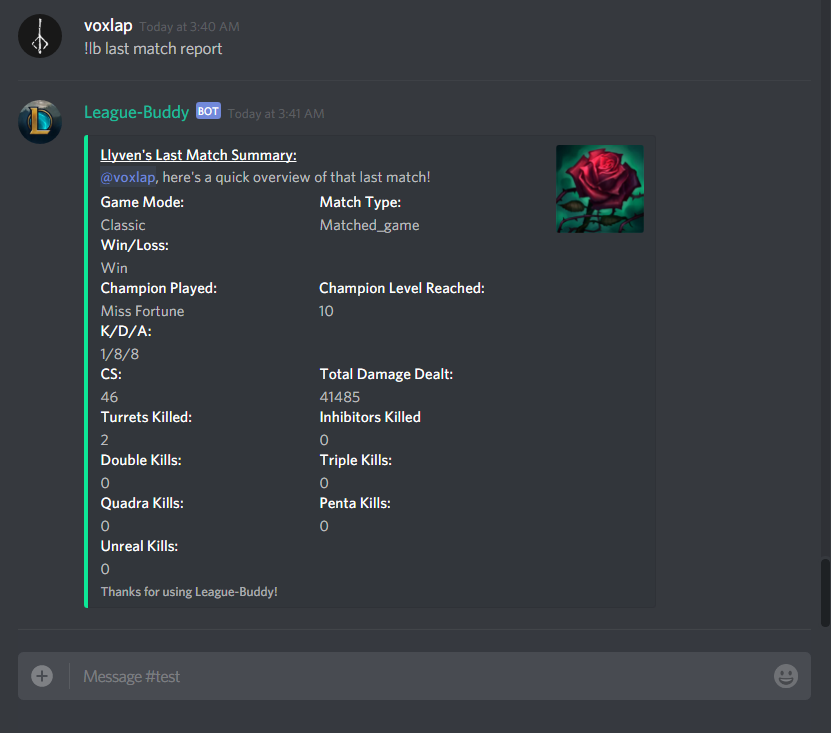 voxlap Today at 3:40 AM
!lb last match report
League-Buddy BOT Today at 3:41 AM
Llyven's Last Match Summary:
@voxlap, here's a quick overview of that last match!
Game Mode: Match Type:
Classic Matched_game
Win/Loss:
Win
Champion Played: Champion Level Reached:
Miss Fortune 10
K/D/A:
1/8/8
CS: Total Damage Dealt:
46 41485
Turrets Killed: Inhibitors Killed
2 0
Double Kills: Triple Kills:
0 0
Quadra Kills: Penta Kills:
0 0
Unreal Kills:
0
Thanks for using League-Buddy!
Message #test